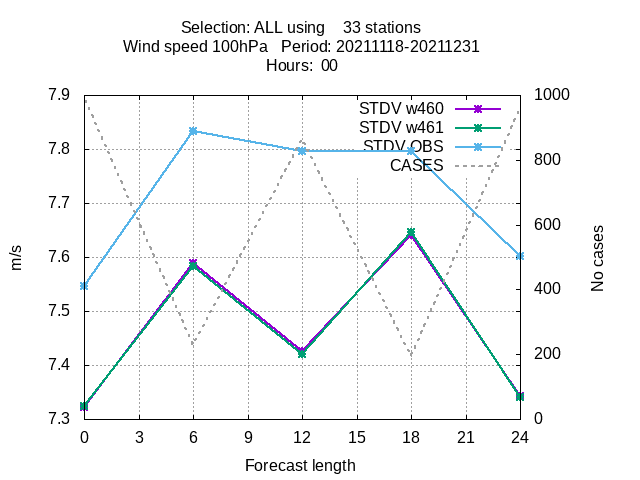 Selection: ALL using    33 stations
Wind speed 100hPa   Period: 20211118-20211231
Hours:  00
7.9
7.8
7.7
7.6
7.5
7.4
7.3
m/s
STDV w460
STDV w461
STDV OBS
CASES
1000
800
600
400
200
0
No cases
0 3 6 9 12 15 18 21 24
Forecast length